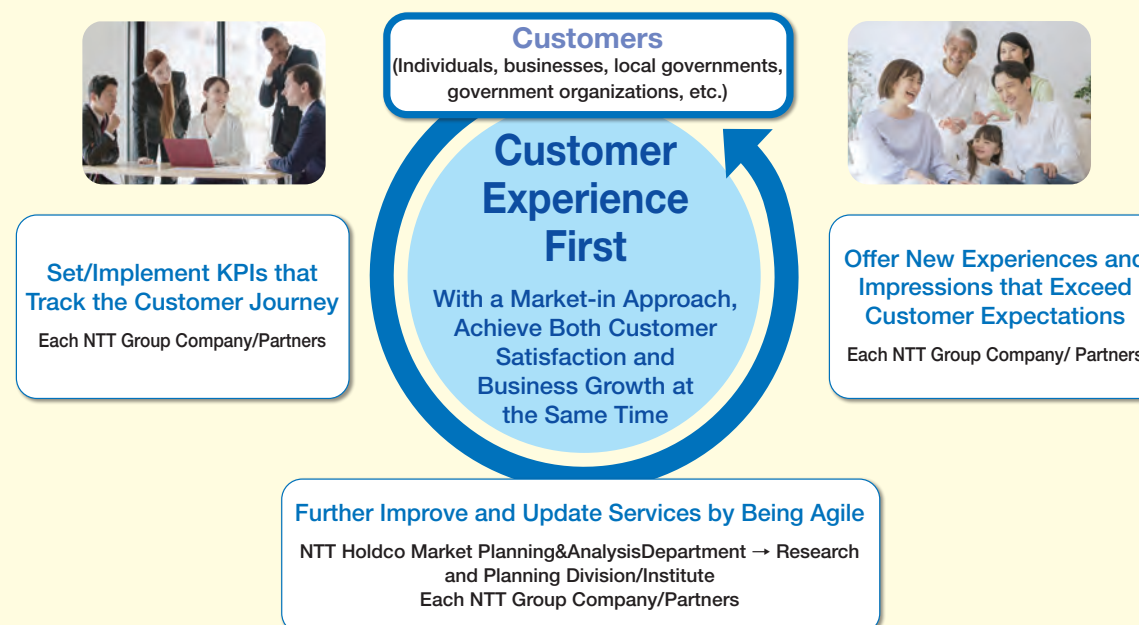 Customers
(Individuals, businesses, local governments,
government organizations, etc.)
Customer
Experience
First
With a Market-in Approach,
Achieve Both Customer
Satisfaction and
Business Growth at
the Same Time
Set/Implement KPIs that
Track the Customer Journey
Each NTT Group Company/Partners
Offer New Experiences and
Impressions that Exceed
Customer Expectations
Each NTT Group Company/ Partners
Further Improve and Update Services by Being Agile
NTT Holdco Market Planning&AnalysisDepartment → Research
and Planning Division/Institute
Each NTT Group Company/Partners